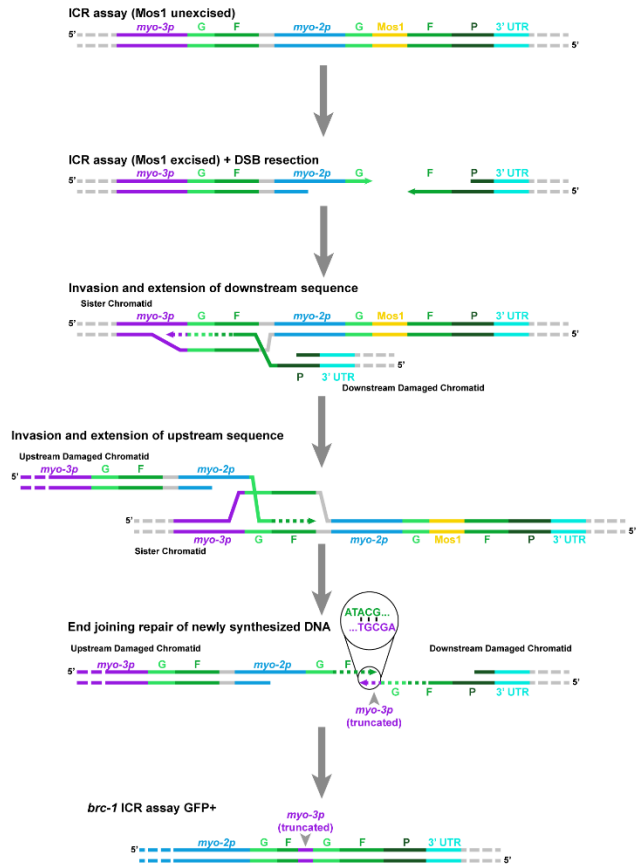 ICR assay (Mos1 unexcised)
myo-3p G F myo-2p G Mos1 F P 3' UTR
5' 5'
ICR assay (Mos1 excised) + DSB resection
myo-3p G F myo-2p G F P 3' UTR
5' 5'
Invasion and extension of downstream sequence
Sister Chromatid
myo-3p G F myo-2p G Mos1 F P 3' UTR
5' 5'
5'
P 3' UTR
Downstream Damaged Chromatid
Invasion and extension of upstream sequence
Upstream Damaged Chromatid
myo-3p G F myo-2p
5'
5' 5'
myo-3p G F myo-2p G Mos1 F P 3' UTR
Sister Chromatid
ATACG...
...TGCGA
End joining repair of newly synthesized DNA
Upstream Damaged Chromatid Downstream Damaged Chromatid
myo-3p G F myo-2p G F P 3' UTR
5' 5'
G F
myo-3p
(truncated)
brc-1 ICR assay GFP+
myo-3p
(truncated)
myo-2p G F G F P 3' UTR
5' 5'